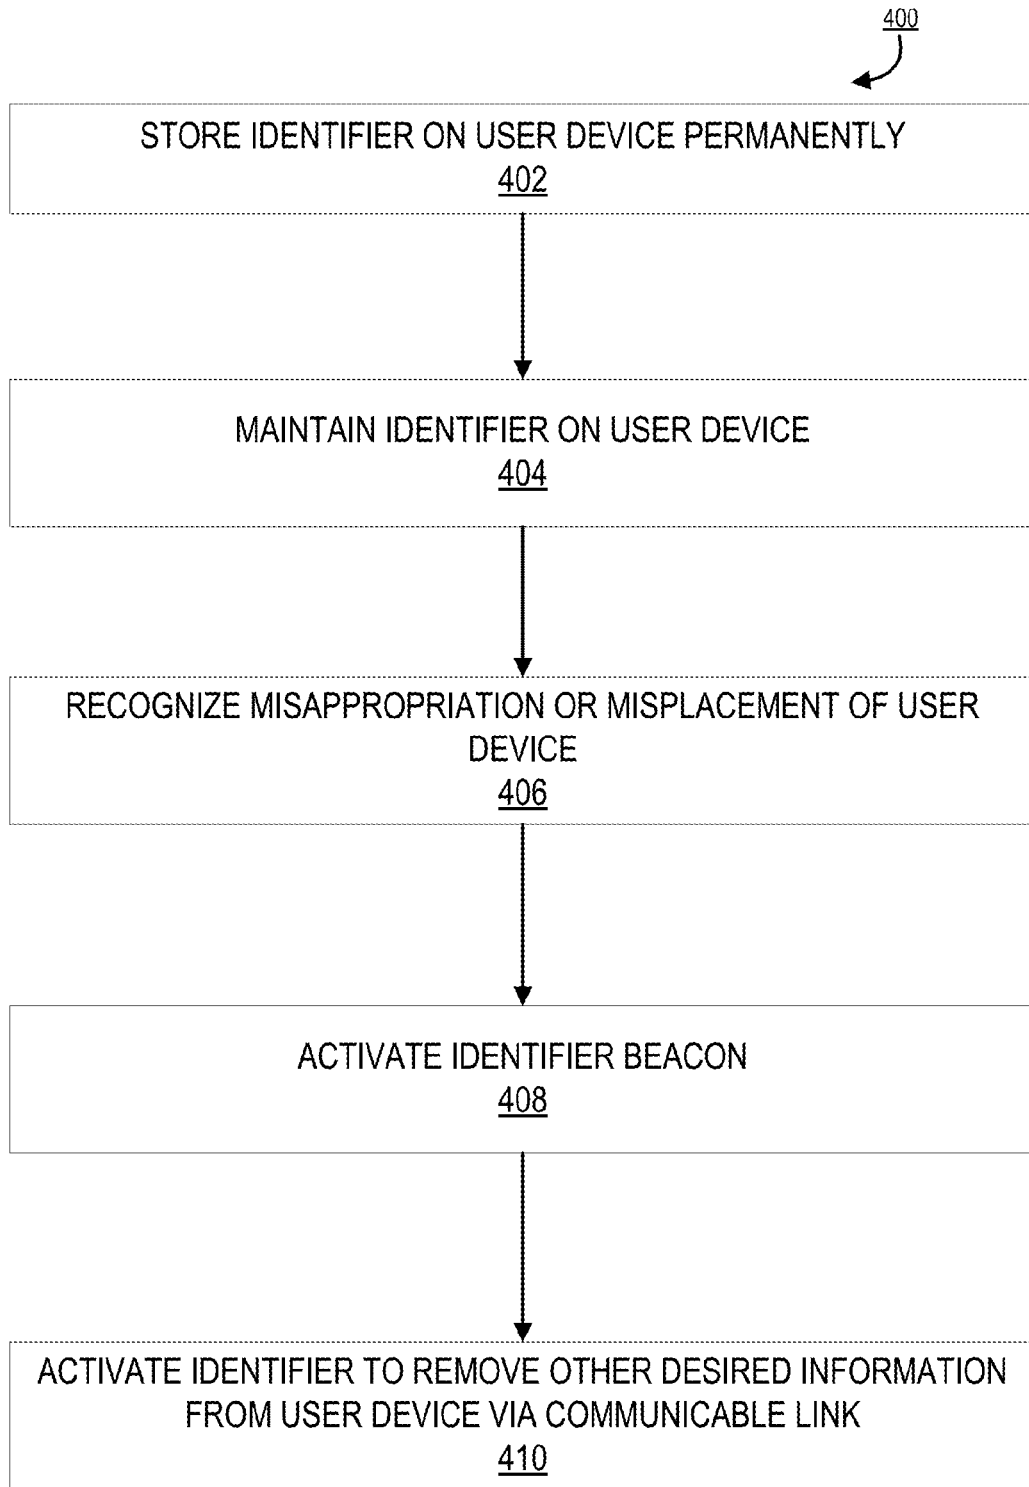 400
STORE IDENTIFIER ON USER DEVICE PERMANENTLY
402
MAINTAIN IDENTIFIER ON USER DEVICE
404
RECOGNIZE MISAPPROPRIATION OR MISPLACEMENT OF USER
DEVICE
406
ACTIVATE IDENTIFIER BEACON
408
ACTIVATE IDENTIFIER TO REMOVE OTHER DESIRED INFORMATION
FROM USER DEVICE VIA COMMUNICABLE LINK
410